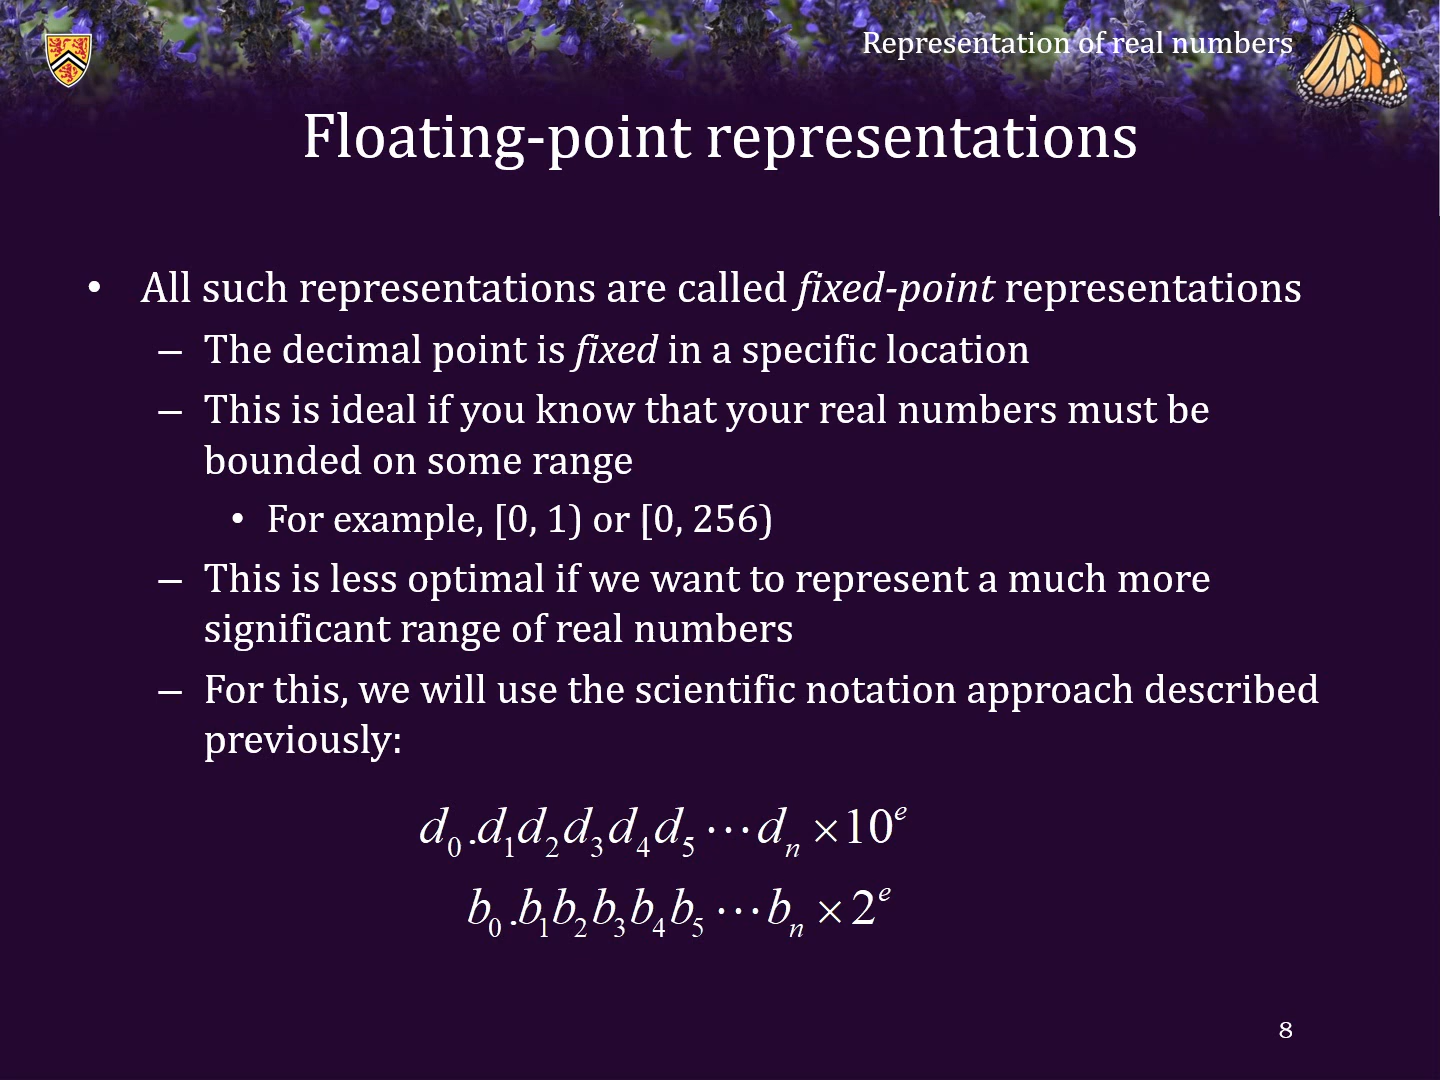 Representation of real numbers
Floating-point representations
• All such representations are called fixed-point representations
– The decimal point is fixed in a specific location
– This is ideal if you know that your real numbers must be
bounded on some range
• For example, [0, 1) or [0, 256)
– This is less optimal if we want to represent a much more
significant range of real numbers
– For this, we will use the scientific notation approach described
previously:
d₀.d₁d₂d₃d₄d₅⋯dₙ×10ᵉ
b₀.b₁b₂b₃b₄b₅⋯bₙ×2ᵉ
8